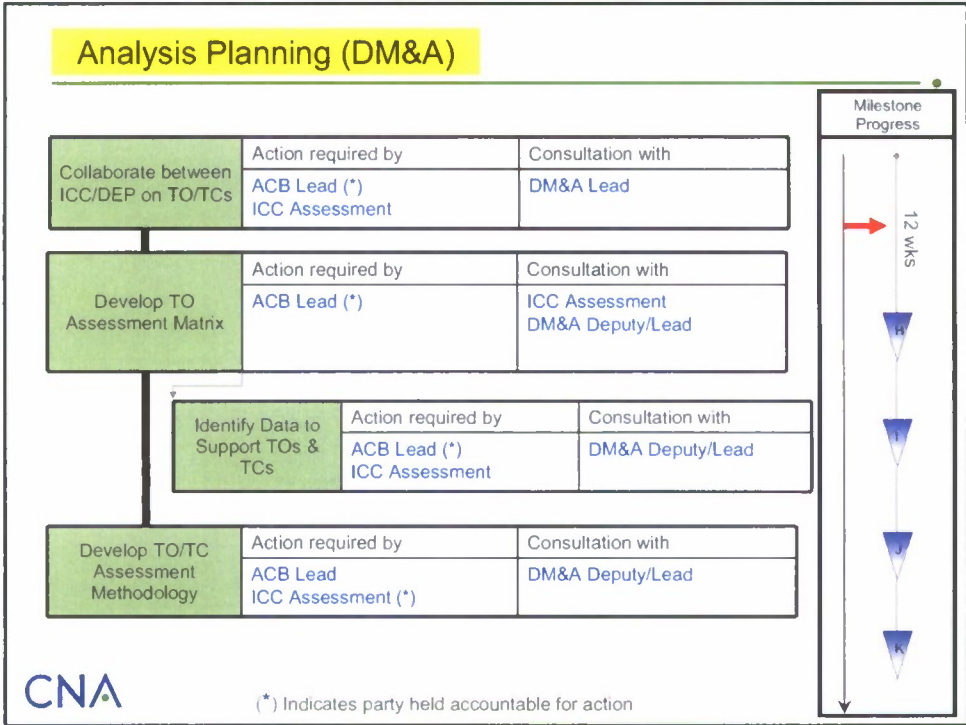 Analysis Planning (DM&A)
Milestone
Progress
Collaborate between
ICC/DEP on TO/TCs
Action required by
Consultation with
ACB Lead (*)
ICC Assessment
DM&A Lead
12 wks
Develop TO
Assessment Matrix
Action required by
Consultation with
ACB Lead (*)
ICC Assessment
DM&A Deputy/Lead
H
Identify Data to
Support TOs &
TCs
Action required by
Consultation with
ACB Lead (*)
ICC Assessment
DM&A Deputy/Lead
I
Develop TO/TC
Assessment
Methodology
Action required by
Consultation with
ACB Lead
ICC Assessment (*)
DM&A Deputy/Lead
J
K
CNA
(*) Indicates party held accountable for action